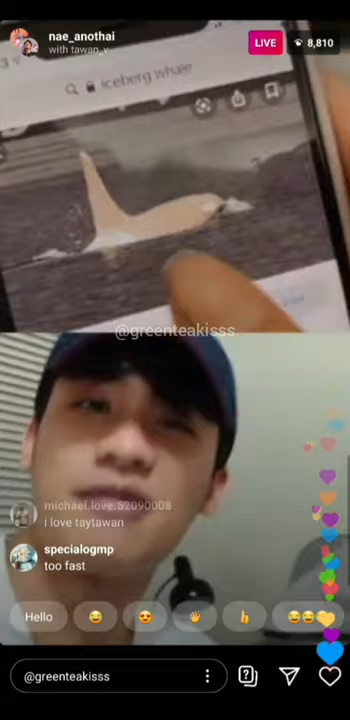 nae_anothai
with tawan_v
LIVE
8,810
iceberg whale
@greenteakisss
michael.love.52090008
i love taytawan
specialogmp
too fast
Hello
@greenteakisss